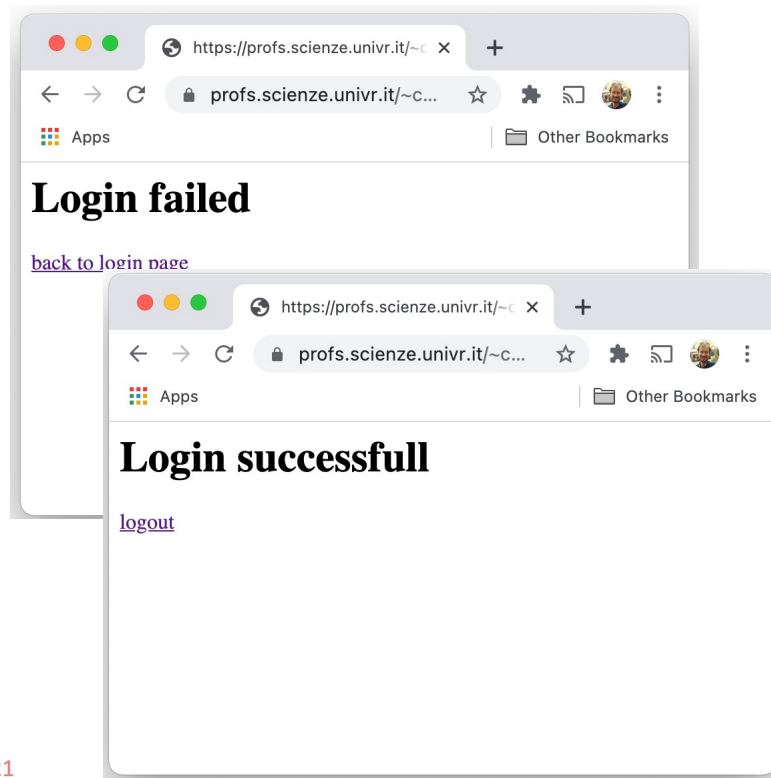 https://profs.scienze.univr.it/~c
profs.scienze.univr.it/~c...
Apps
Other Bookmarks
Login failed
back to login page
https://profs.scienze.univr.it/~c
profs.scienze.univr.it/~c...
Apps
Other Bookmarks
Login successfull
logout
21